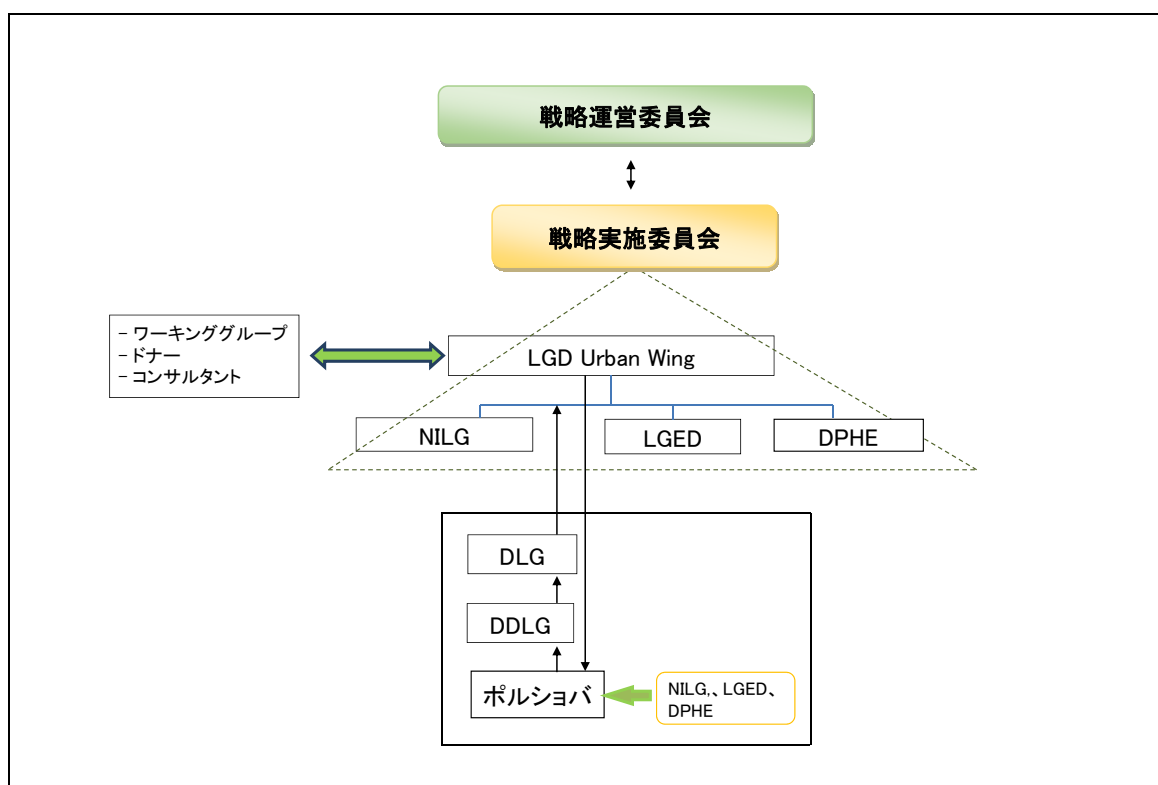 戦略運営委員会
戦略実施委員会
- ワーキンググループ
- ドナー
- コンサルタント
LGD Urban Wing
NILG
LGED
DPHE
DLG
DDLG
ポルショバ
NILG,、LGED、
DPHE